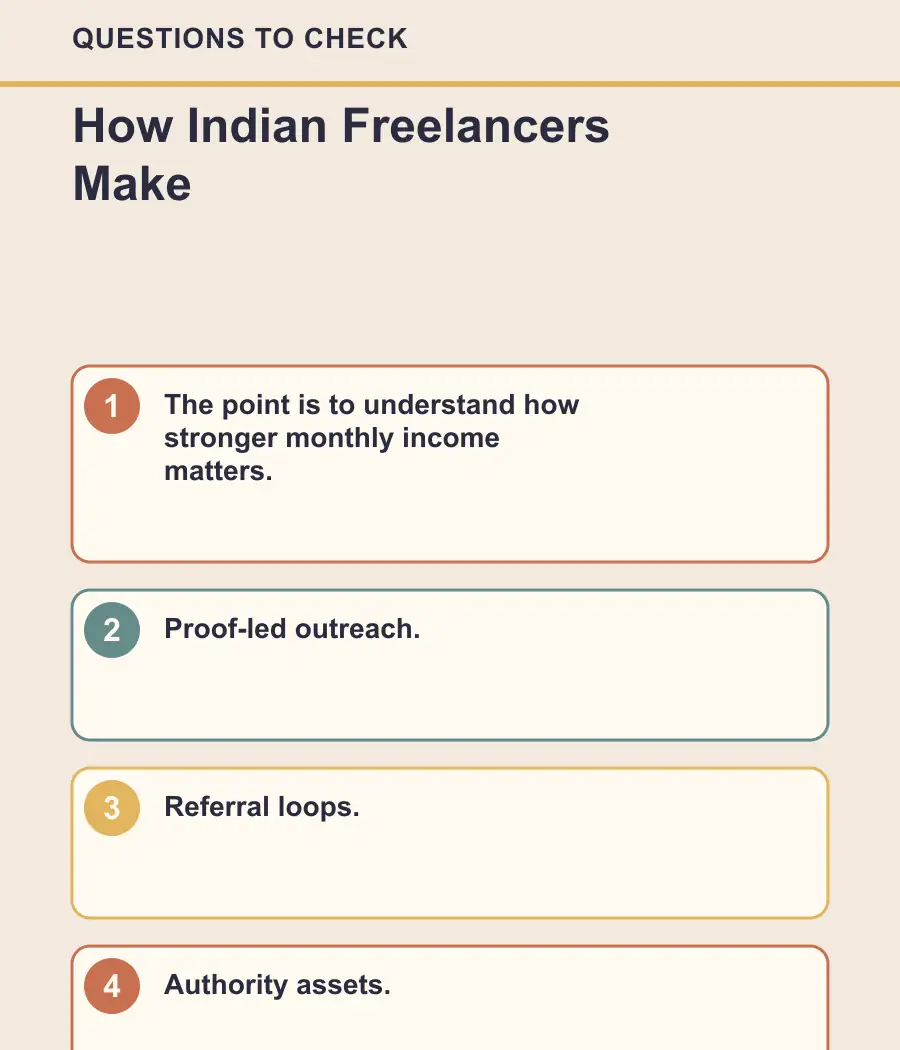 QUESTIONS TO CHECK
How Indian Freelancers
Make
1
The point is to understand how
stronger monthly income
matters.
2
Proof-led outreach.
3
Referral loops.
4
Authority assets.